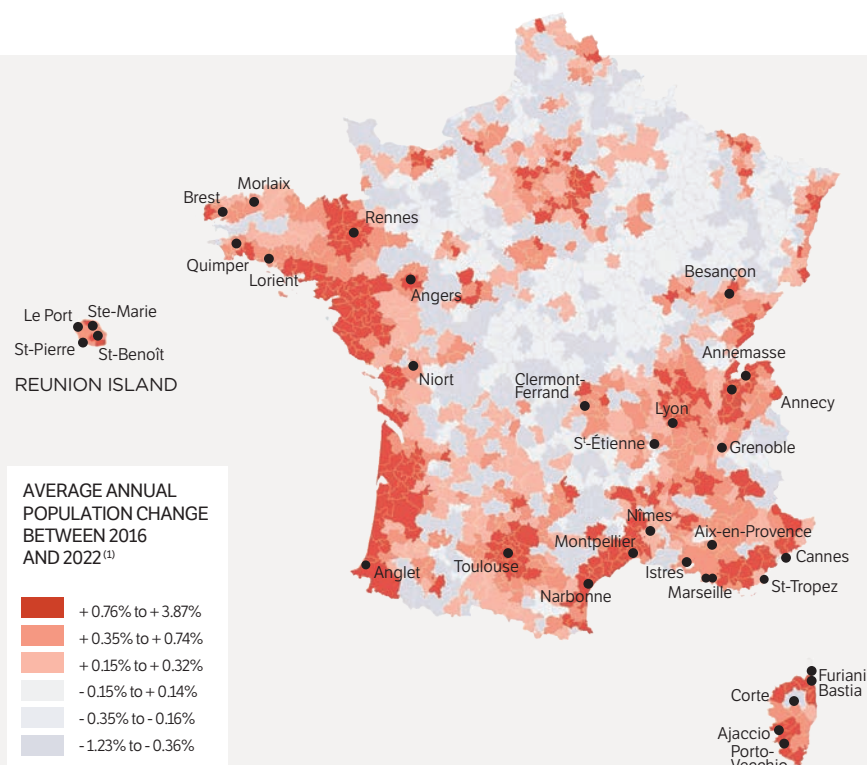 Morlaix
Brest
Rennes
Quimper
Lorient
Angers
Besançon
Le Port
Ste-Marie
St-Pierre
St-Benoît
REUNION ISLAND
Niort
Annemasse
Clermont-
Ferrand
Annecy
Lyon
St-Étienne
Grenoble
Nîmes
Aix-en-Provence
Montpellier
Cannes
Anglet
Toulouse
Istres
St-Tropez
Marseille
Narbonne
AVERAGE ANNUAL
POPULATION CHANGE
BETWEEN 2016
AND 2022 (1)
+ 0.76% to + 3.87%
+ 0.35% to + 0.74%
+ 0.15% to + 0.32%
- 0.15% to + 0.14%
- 0.35% to - 0.16%
- 1.23% to - 0.36%
Furiani
Bastia
Corte
Ajaccio
Porto-
Vecchio